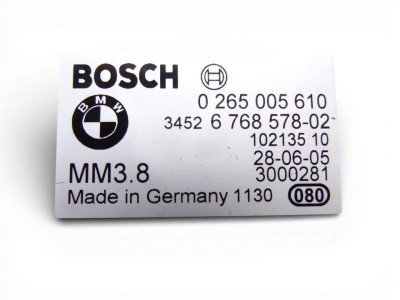 BOSCH
BMW
0 265 005 610
3452 6 768 578-02
102135 10
28-06-05
MM3.8 3000281
Made in Germany 1130 080